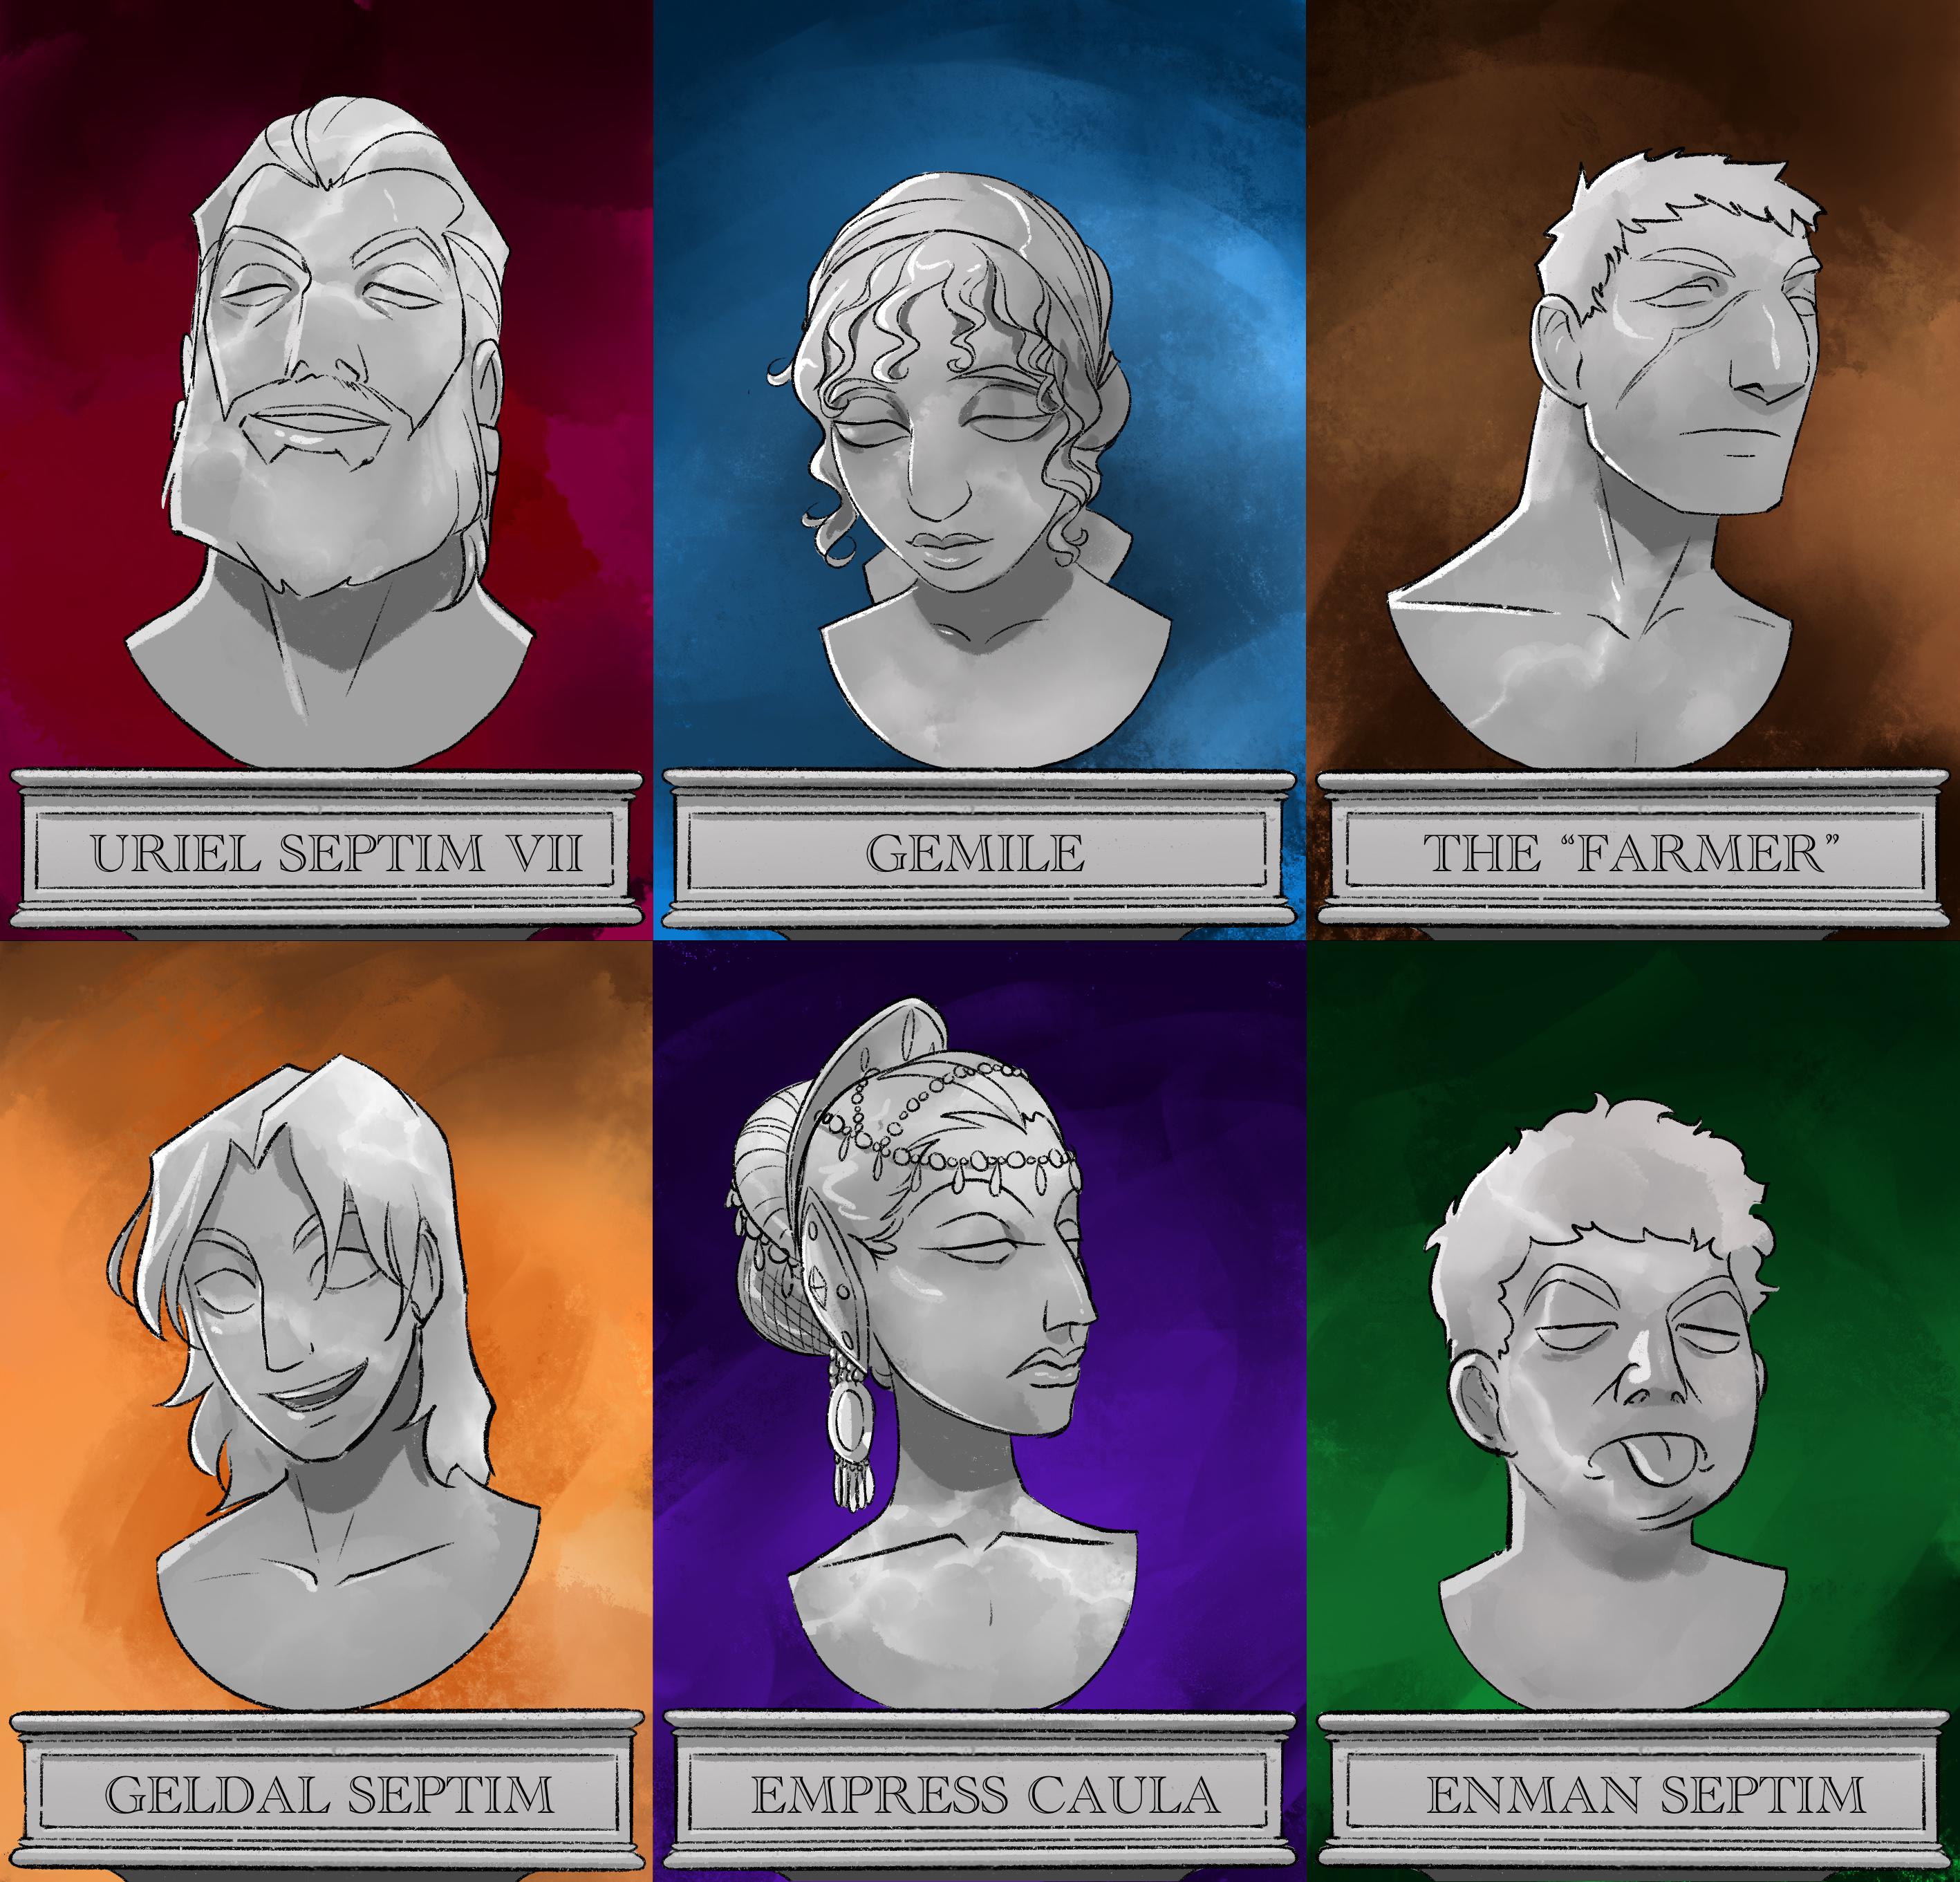 URIEL SEPTIM VII
GEMILE
THE “FARMER”
GELDAL SEPTIM
EMPRESS CAULA
ENMAN SEPTIM